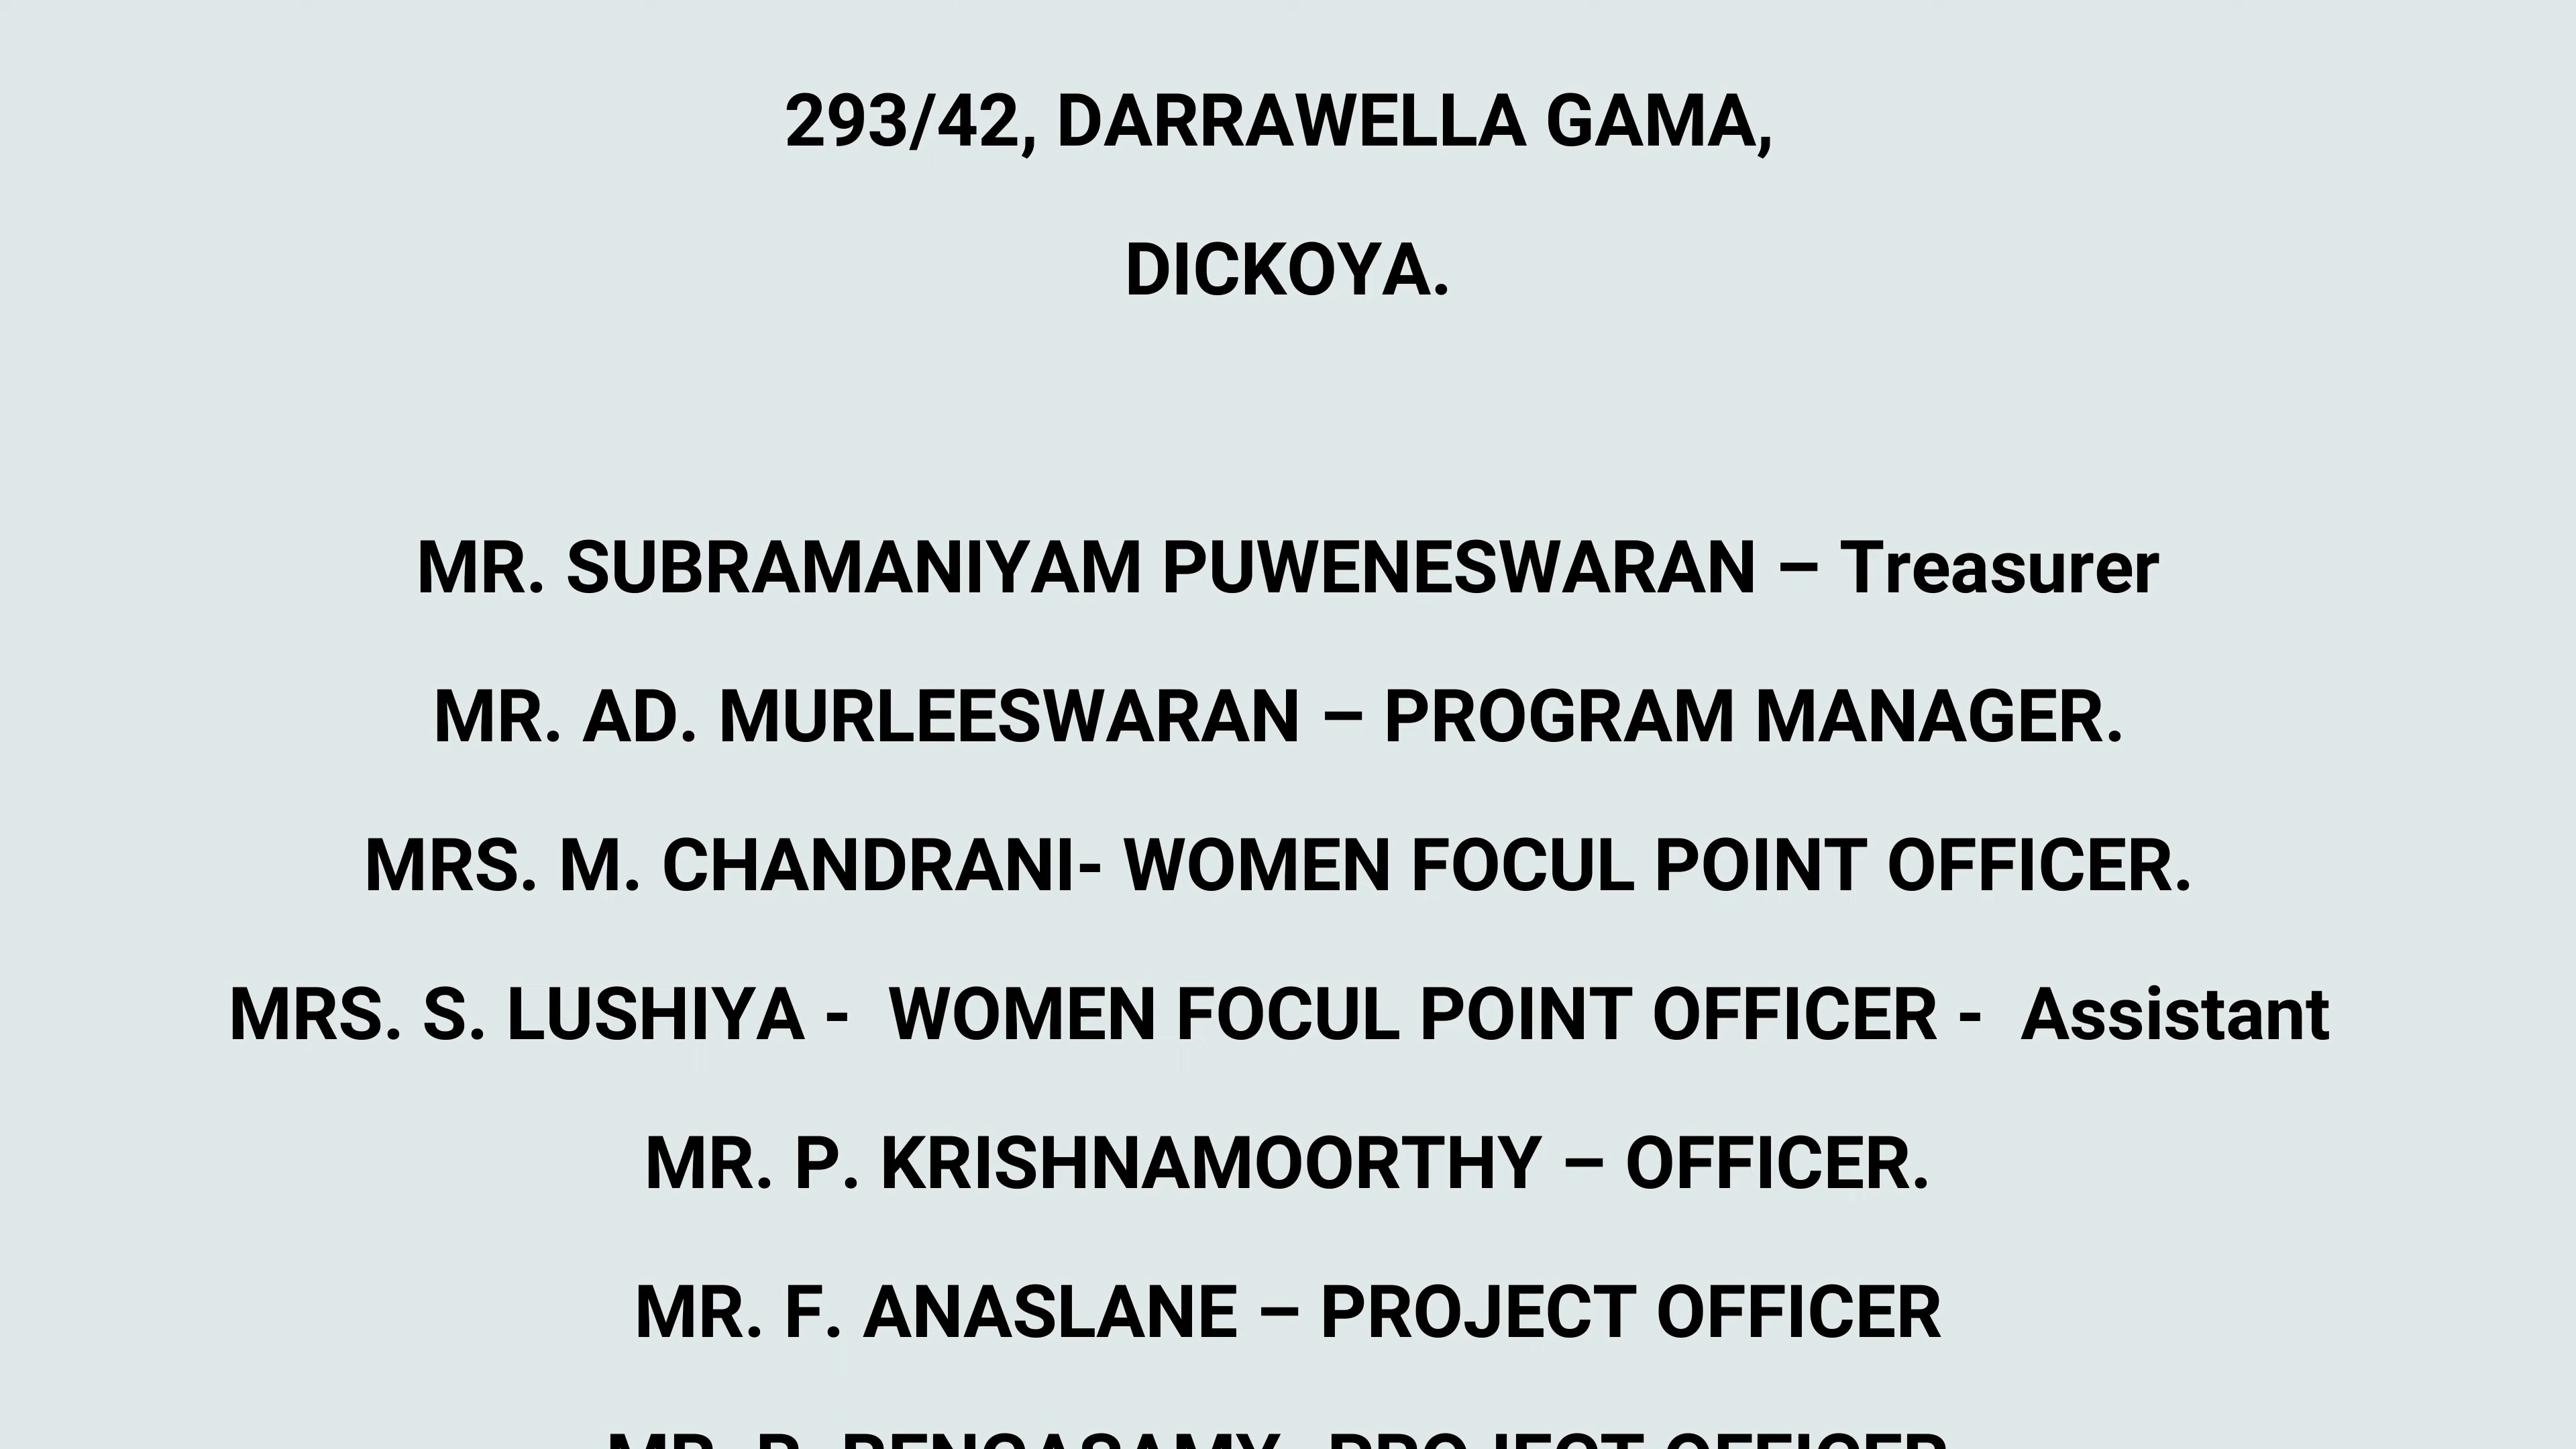 293/42, DARRAWELLA GAMA,
DICKOYA.
MR. SUBRAMANIYAM PUWENESWARAN – Treasurer
MR. AD. MURLEESWARAN – PROGRAM MANAGER.
MRS. M. CHANDRANI- WOMEN FOCUL POINT OFFICER.
MRS. S. LUSHIYA -  WOMEN FOCUL POINT OFFICER -  Assistant
MR. P. KRISHNAMOORTHY – OFFICER.
MR. F. ANASLANE – PROJECT OFFICER